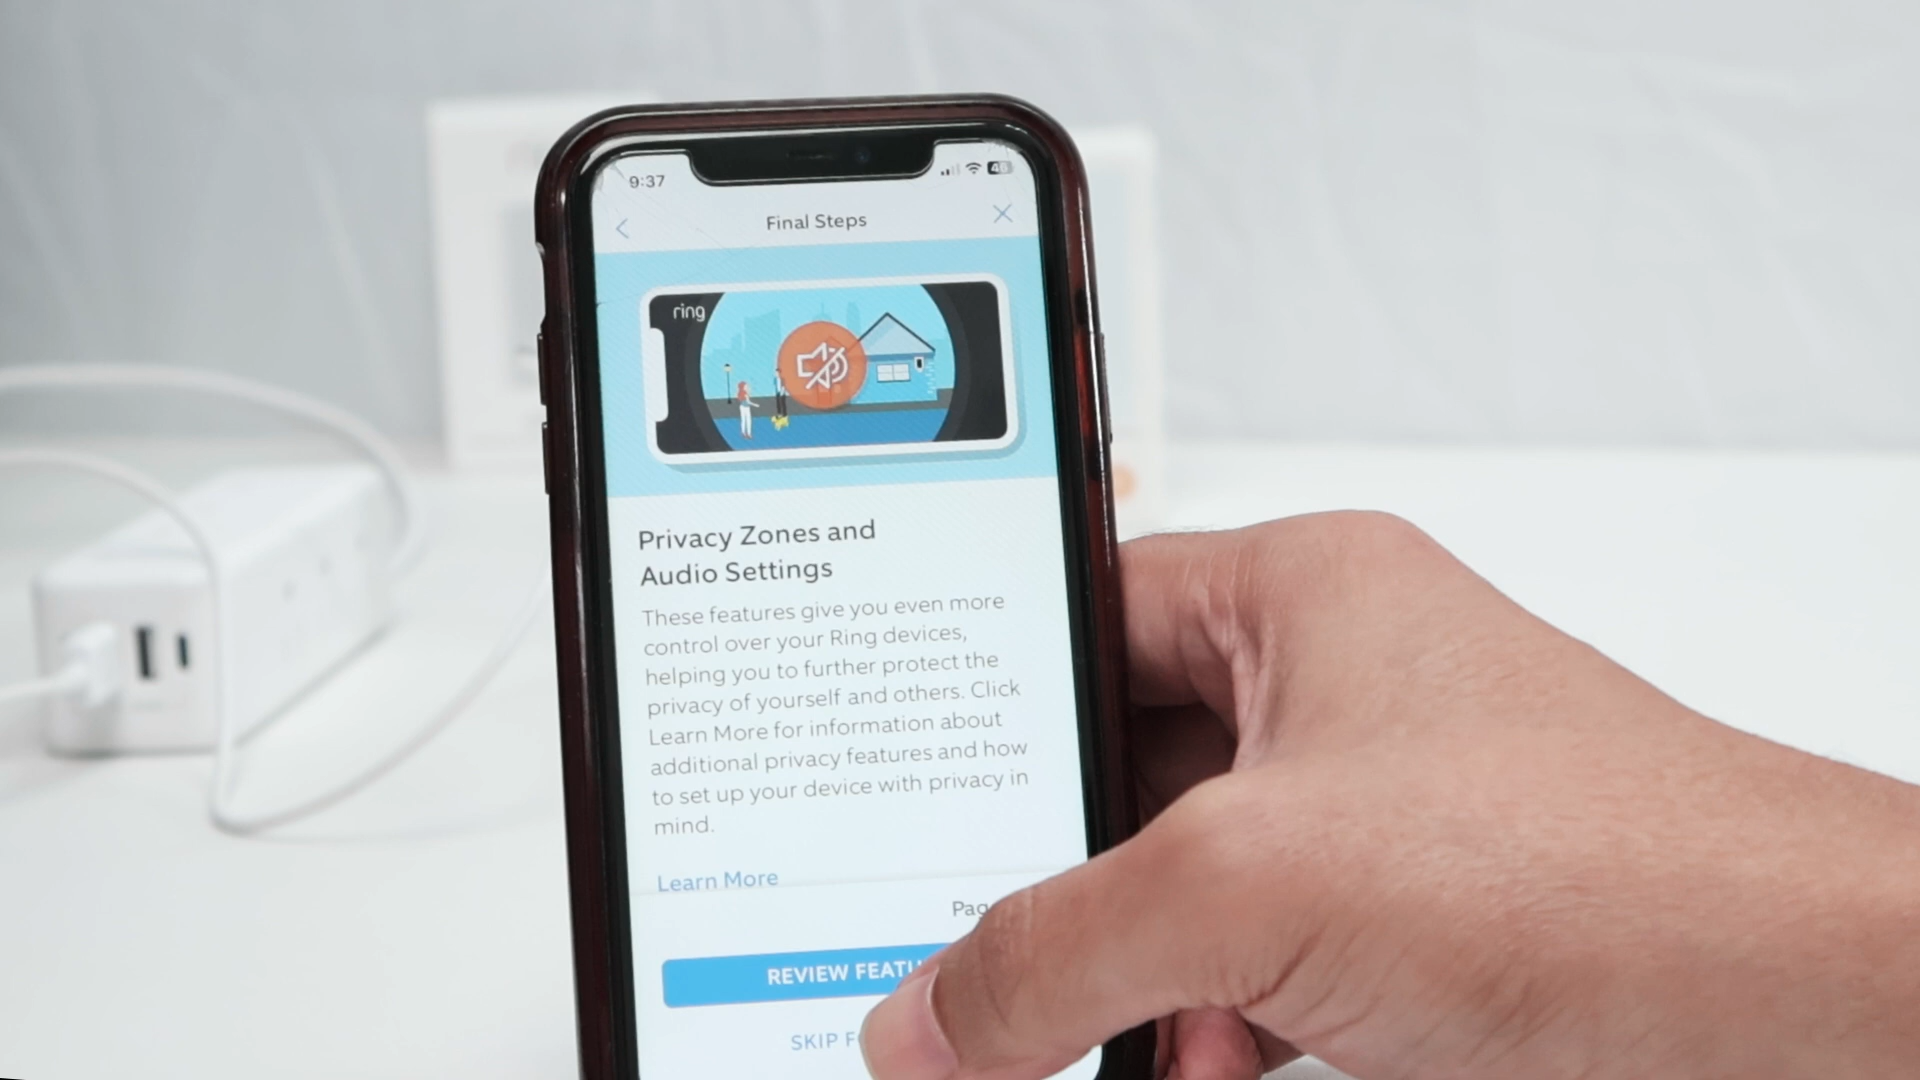 9:37
46
Final Steps
ring
Privacy Zones and
Audio Settings
These features give you even more
control over your Ring devices,
helping you to further protect the
privacy of yourself and others. Click
Learn More for information about
additional privacy features and how
to set up your device with privacy in
mind.
Learn More
Pag
REVIEW FEATU
SKIP F